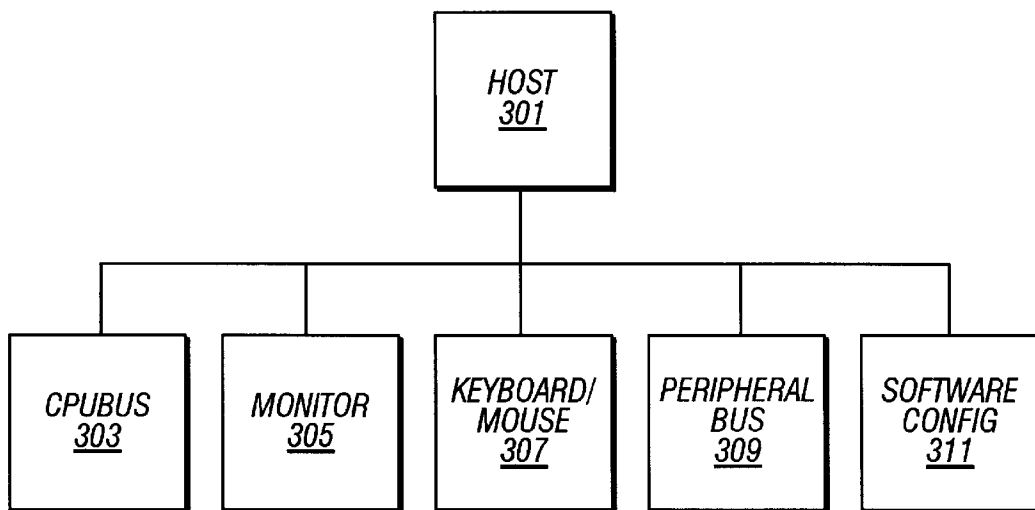 HOST
301
CPUBUS
303
MONITOR
305
KEYBOARD/
MOUSE
307
PERIPHERAL
BUS
309
SOFTWARE
CONFIG
311